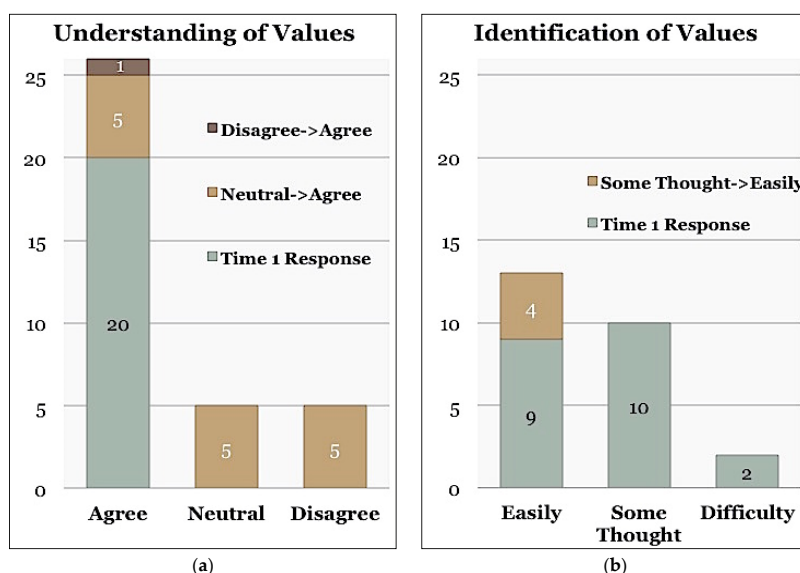 Understanding of Values
25
20
15
10
5
0
1
5
20
5
5
Disagree->Agree
Neutral->Agree
Time 1 Response
Agree
Neutral
Disagree
(a)
Identification of Values
25
20
15
10
5
0
Some Thought->Easily
Time 1 Response
4
9
10
2
Easily
Some
Thought
Difficulty
(b)